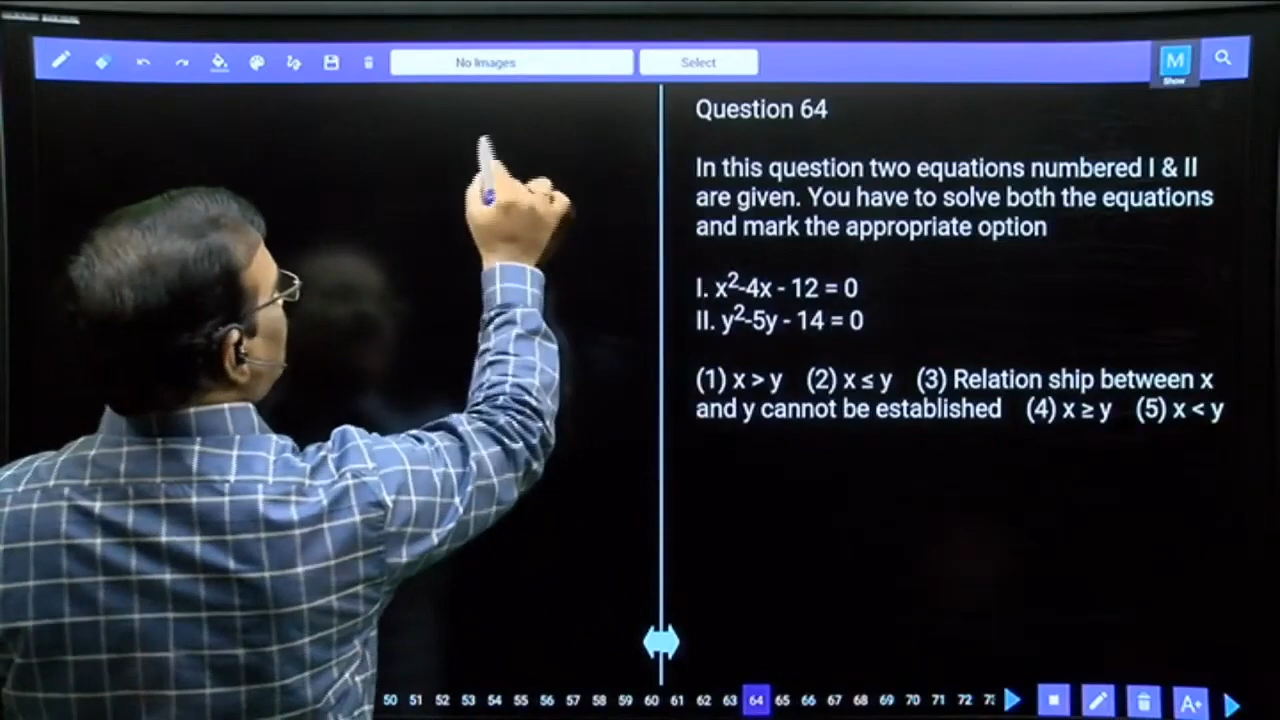 No Images
Select
M
Show
Question 64
In this question two equations numbered I & II
are given. You have to solve both the equations
and mark the appropriate option
I. x²-4x - 12 = 0
II. y²-5y - 14 = 0
(1) x > y (2) x ≤ y (3) Relation ship between x
and y cannot be established (4) x ≥ y (5) x < y
50 51 52 53 54 55 56 57 58 59 60 61 62 63 64 65 66 67 68 69 70 71 72
A+